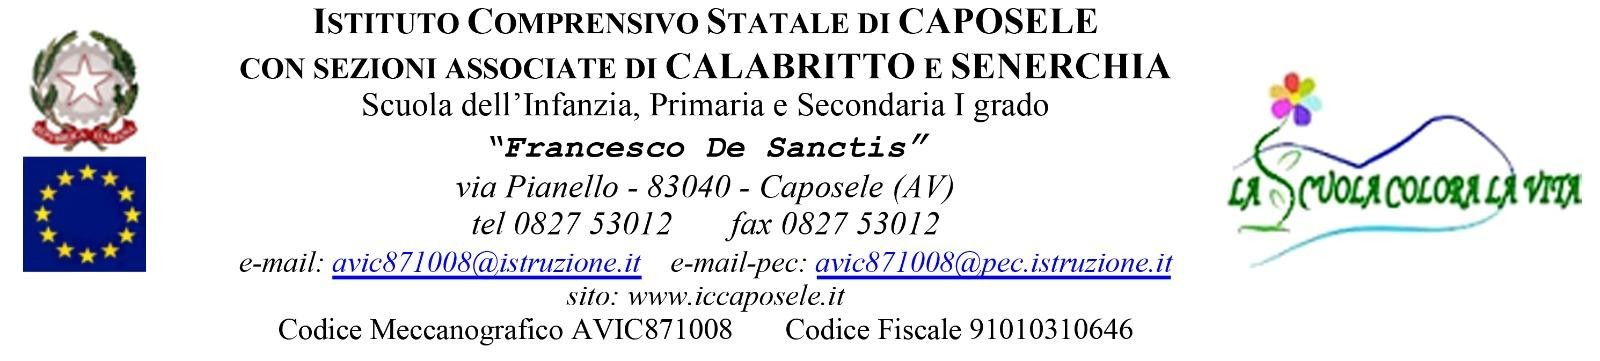 ISTITUTO COMPRENSIVO STATALE DI CAPOSELE
CON SEZIONI ASSOCIATE DI CALABRITTO E SENERCHIA
Scuola dell'Infanzia, Primaria e Secondaria I grado
"Francesco De Sanctis"
via Pianello - 83040 - Caposele (AV)
tel 0827 53012 fax 0827 53012
e-mail: avic871008@istruzione.it e-mail-pec: avic871008@pec.istruzione.it
sito: www.iccaposele.it
Codice Meccanografico AVIC871008 Codice Fiscale 91010310646
LA SCUOLA COLORA LA VITA